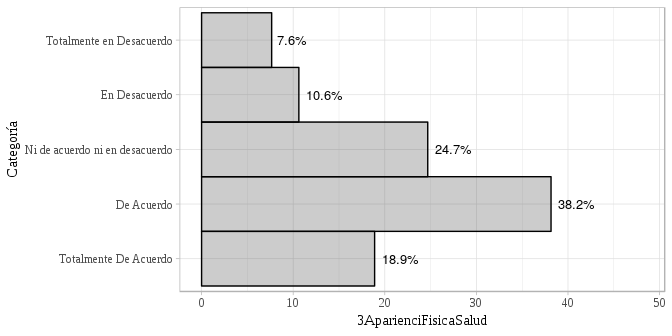 Categoría
Totalmente en Desacuerdo
7.6%
En Desacuerdo
10.6%
Ni de acuerdo ni en desacuerdo
24.7%
De Acuerdo
38.2%
Totalmente De Acuerdo
18.9%
0 10 20 30 40 50
3AparienciFisicaSalud